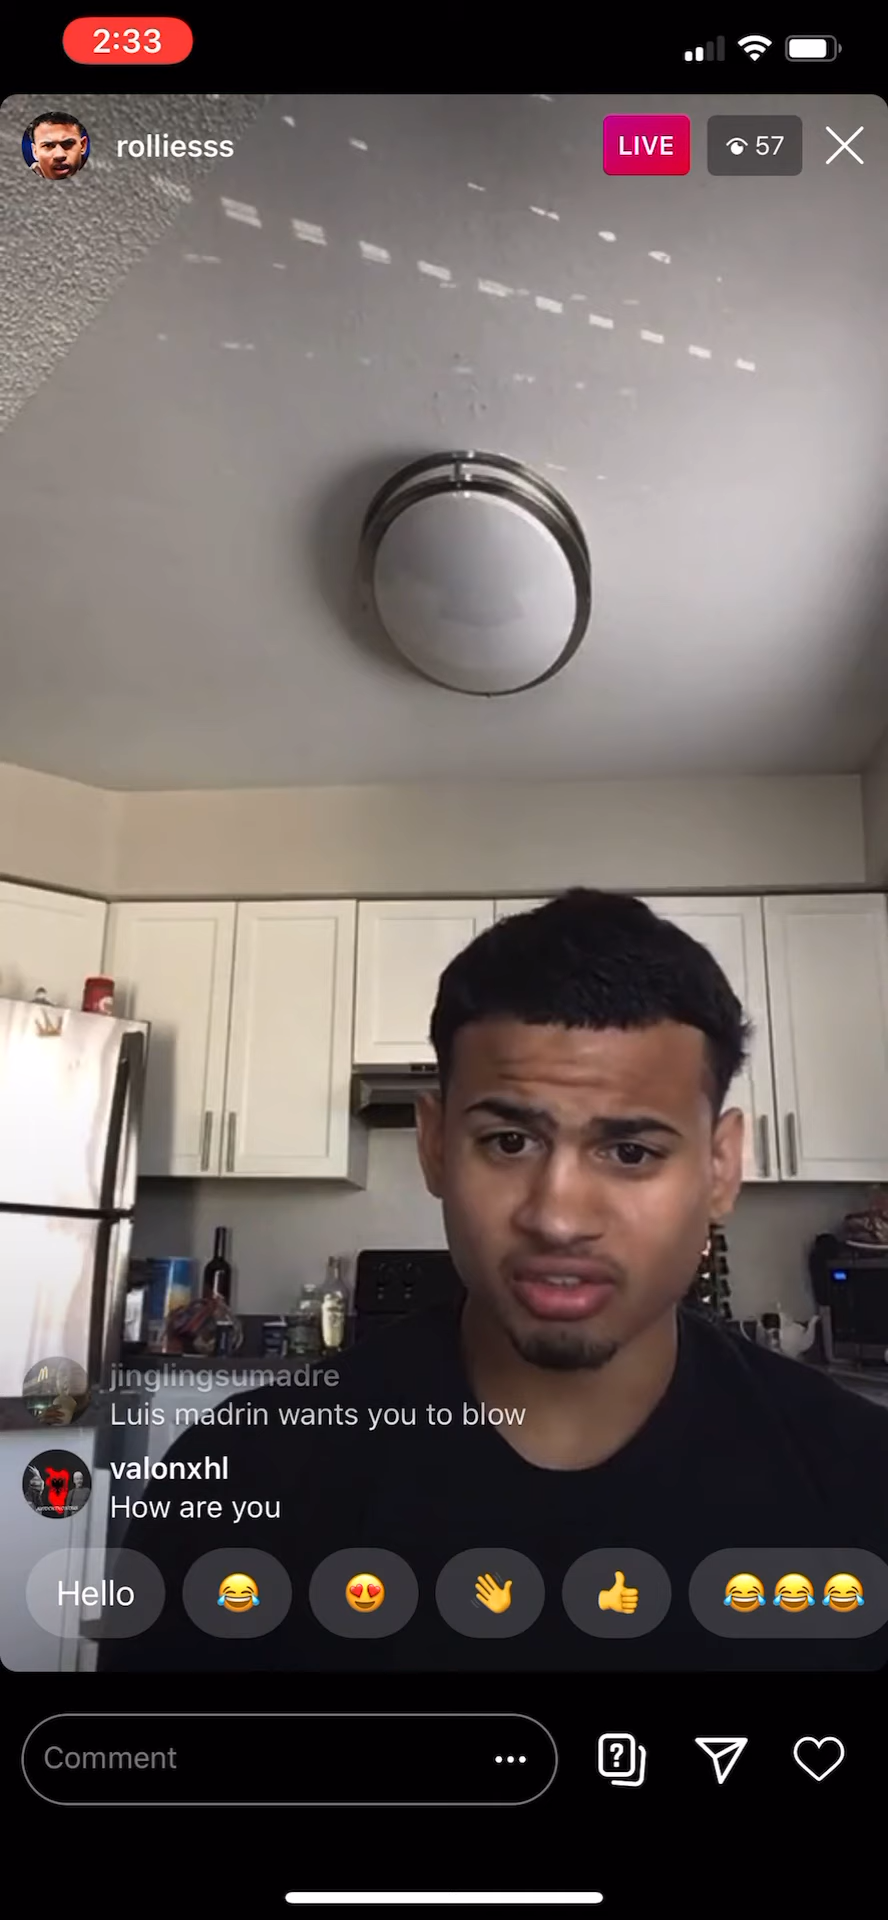 2:33
rolliesss
LIVE
57
jinglingsumadre
Luis madrin wants you to blow
valonxhl
How are you
Hello
Comment